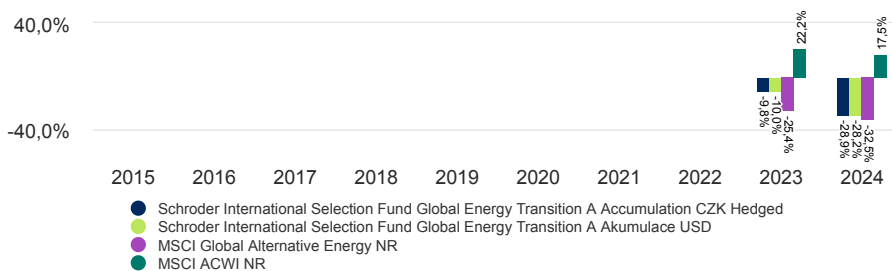 40,0%
-40,0%
22,2%
-9,8%
-10,0%
-25,4%
17,5%
-28,9%
-28,2%
-32,5%
2015 2016 2017 2018 2019 2020 2021 2022 2023 2024
Schroder International Selection Fund Global Energy Transition A Accumulation CZK Hedged
Schroder International Selection Fund Global Energy Transition A Akumulace USD
MSCI Global Alternative Energy NR
MSCI ACWI NR